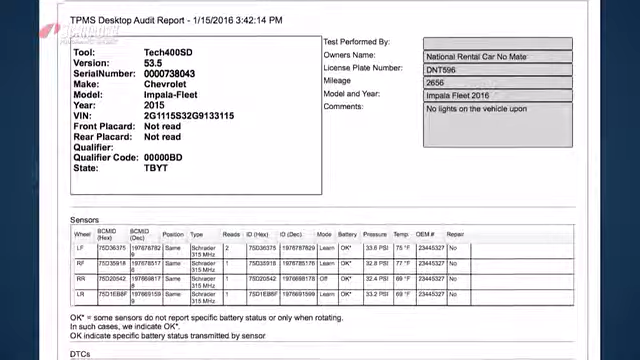 TPMS Desktop Audit Report - 1/15/2016 3:42:14 PM
Tool: Tech400SD
Version: 53.5
SerialNumber: 0000738043
Make: Chevrolet
Model: Impala-Fleet
Year: 2015
VIN: 2G1115S32G9133115
Front Placard: Not read
Rear Placard: Not read
Qualifier:
Qualifier Code: 00000BD
State: TBYT
Test Performed By:
Owners Name: National Rental Car No Mate
License Plate Number: DNT596
Mileage 2656
Model and Year: Impala Fleet 2016
Comments: No lights on the vehicle upon
Sensors
Wheel BCMID (Hex) BCMID (Dec) Position Type Reads ID (Hex) ID (Dec) Mode Battery Pressure Temp. OEM # Repair
LF 75D36375 1976787829 Same Schrader 315 MHz 2 75D36375 1976787829 Learn OK* 33.6 PSI 75 °F 23445327 No
RF 75D35918 1976785176 Same Schrader 315 MHz 1 75D35918 1976785176 Learn OK* 32.8 PSI 77 °F 23445327 No
RR 75D20542 1976698178 Same Schrader 315 MHz 1 75D20542 1976698178 Off OK* 32.4 PSI 69 °F 23445327 No
LR 75D1EB8F 1976691599 Same Schrader 315 MHz 1 75D1EB8F 1976691599 Learn OK* 33.2 PSI 69 °F 23445327 No
OK* = some sensors do not report specific battery status or only when rotating.
In such cases, we indicate OK*.
OK indicate specific battery status transmitted by sensor
DTCs